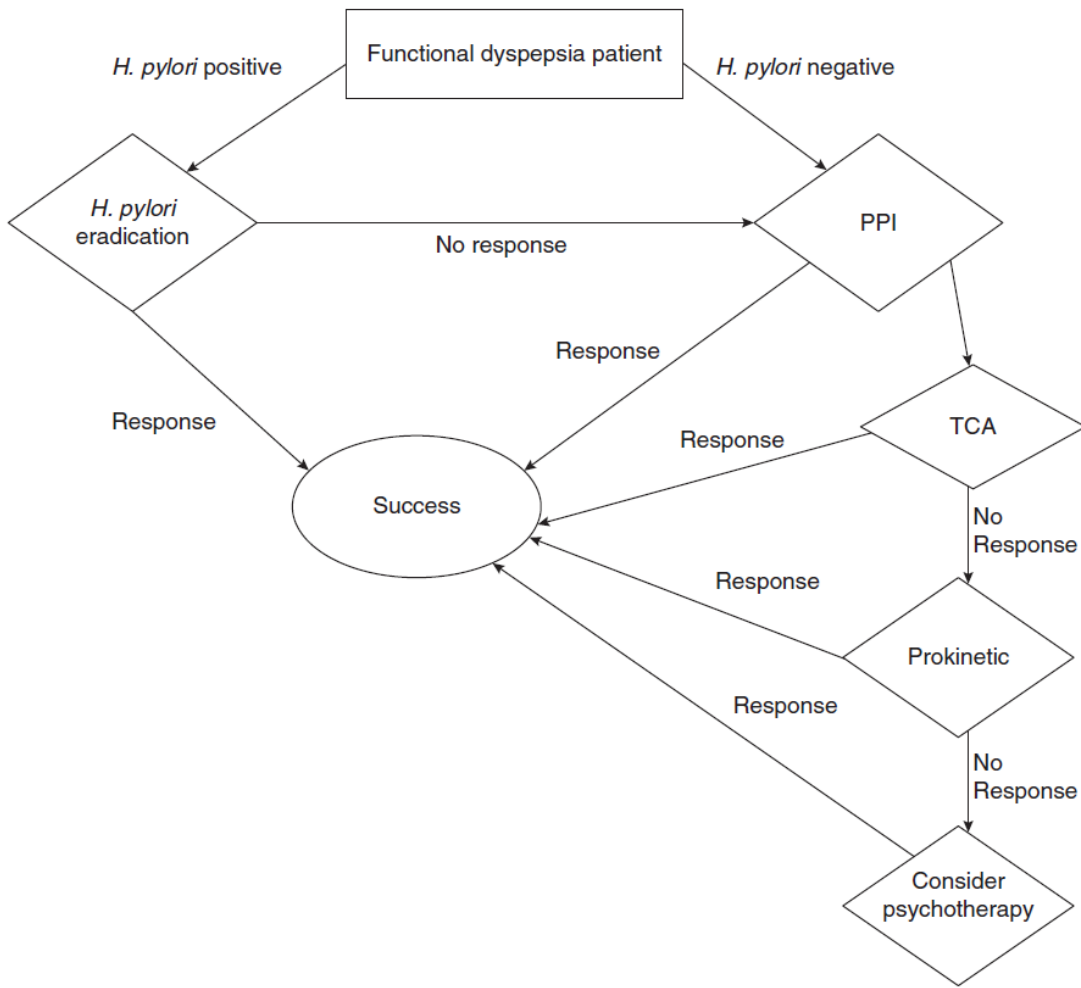 Functional dyspepsia patient
H. pylori positive
H. pylori negative
H. pylori
eradication
PPI
No response
Response
Response
TCA
Response
Success
No
Response
Response
Prokinetic
Response
No
Response
Consider
psychotherapy